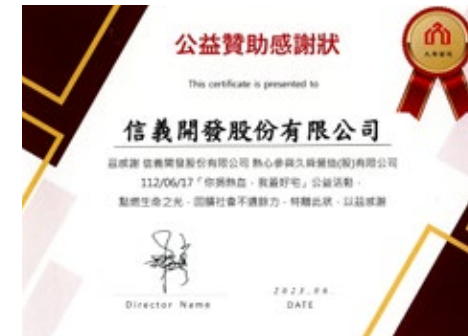 公益贊助感謝狀
This certificate is presented to
信義開發股份有限公司
茲感謝 信義開發股份有限公司 熱心參與久舜營造(股)有限公司
112/06/17「你捐熱血，我蓋好宅」公益活動，
點燃生命之光，回饋社會不遺餘力，特贈此狀，以茲感謝
2023.06.
Director Name
DATE